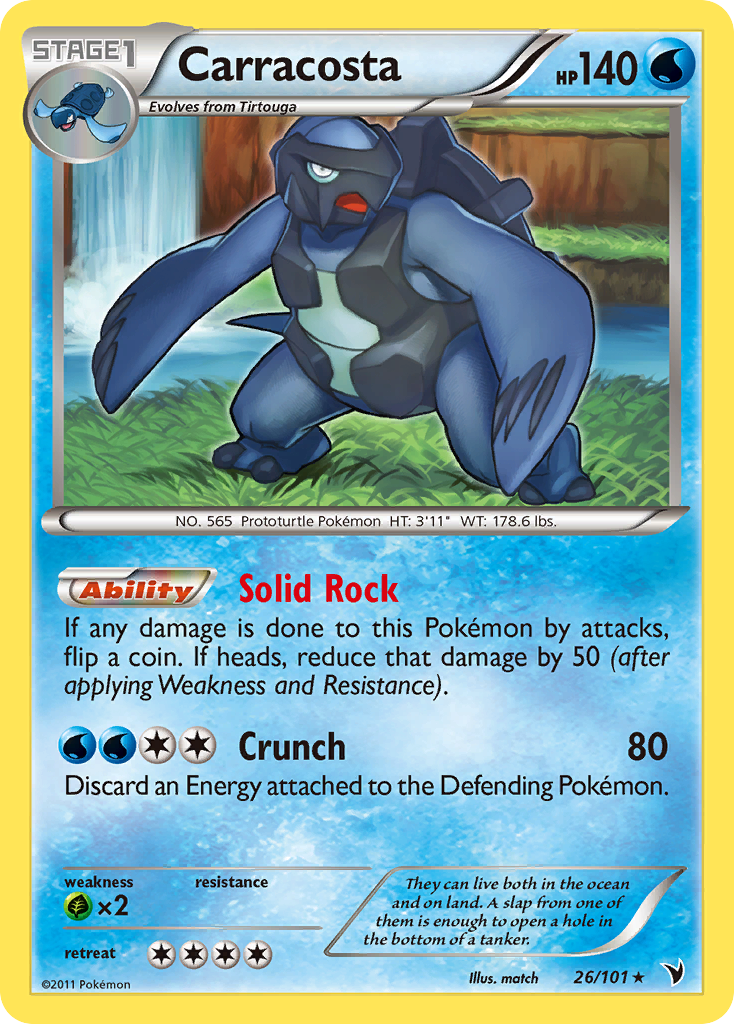 STAGE1
Carracosta
HP140
Evolves from Tirtouga
NO. 565 Prototurtle Pokémon HT: 3'11" WT: 178.6 lbs.
Ability Solid Rock
If any damage is done to this Pokémon by attacks,
flip a coin. If heads, reduce that damage by 50 (after
applying Weakness and Resistance).
Crunch 80
Discard an Energy attached to the Defending Pokémon.
weakness resistance
×2
They can live both in the ocean
and on land. A slap from one of
them is enough to open a hole in
the bottom of a tanker.
retreat
©2011 Pokémon
Illus. match 26/101 ★